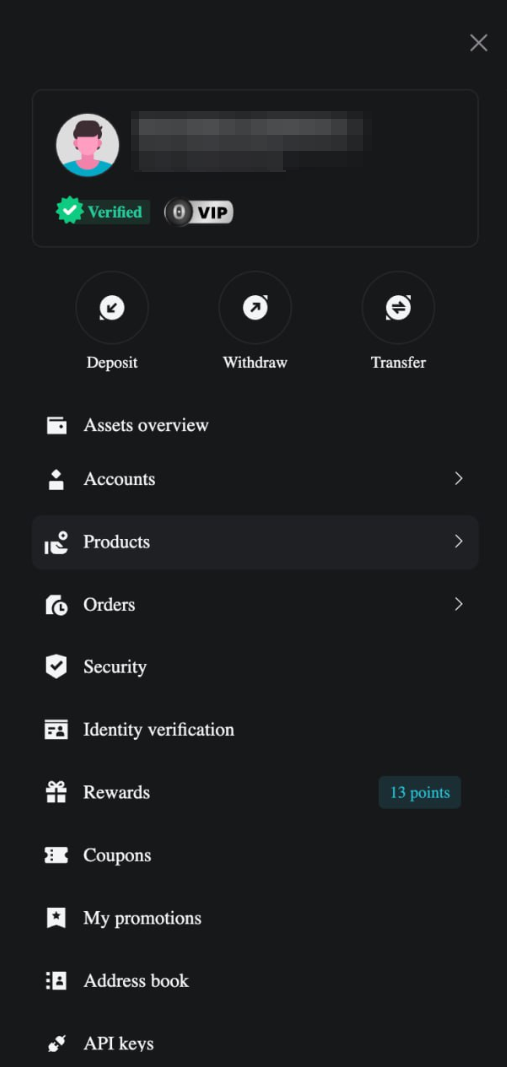 Verified
0 VIP
Deposit
Withdraw
Transfer
Assets overview
Accounts
Products
Orders
Security
Identity verification
Rewards
13 points
Coupons
My promotions
Address book
API keys